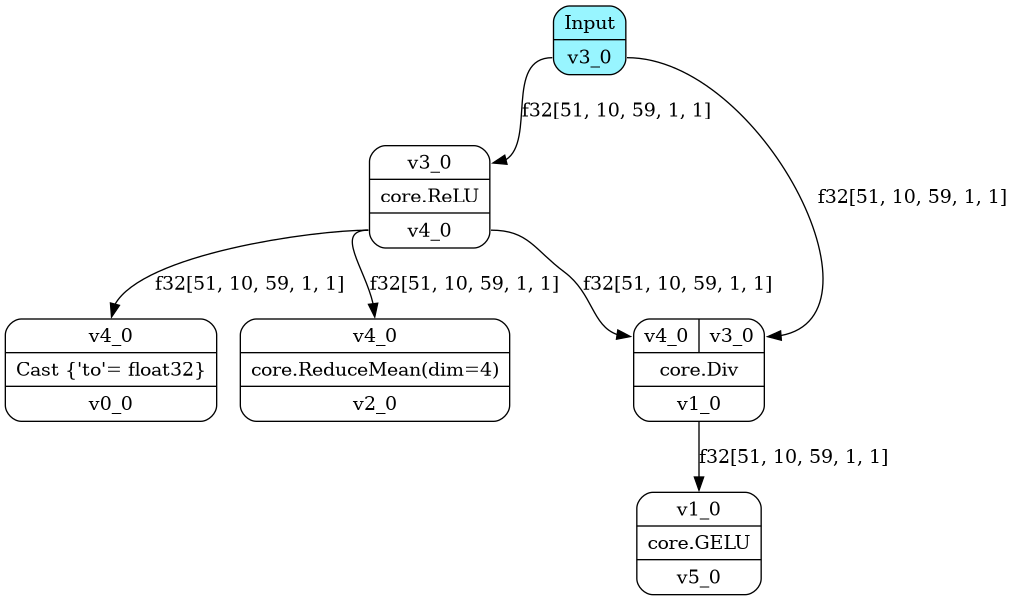 Input
v3_0
f32[51, 10, 59, 1, 1]
v3_0
core.ReLU
v4_0
f32[51, 10, 59, 1, 1]
f32[51, 10, 59, 1, 1]
f32[51, 10, 59, 1, 1]
f32[51, 10, 59, 1, 1]
v4_0
Cast {'to'= float32}
v0_0
v4_0
core.ReduceMean(dim=4)
v2_0
v4_0 v3_0
core.Div
v1_0
f32[51, 10, 59, 1, 1]
v1_0
core.GELU
v5_0